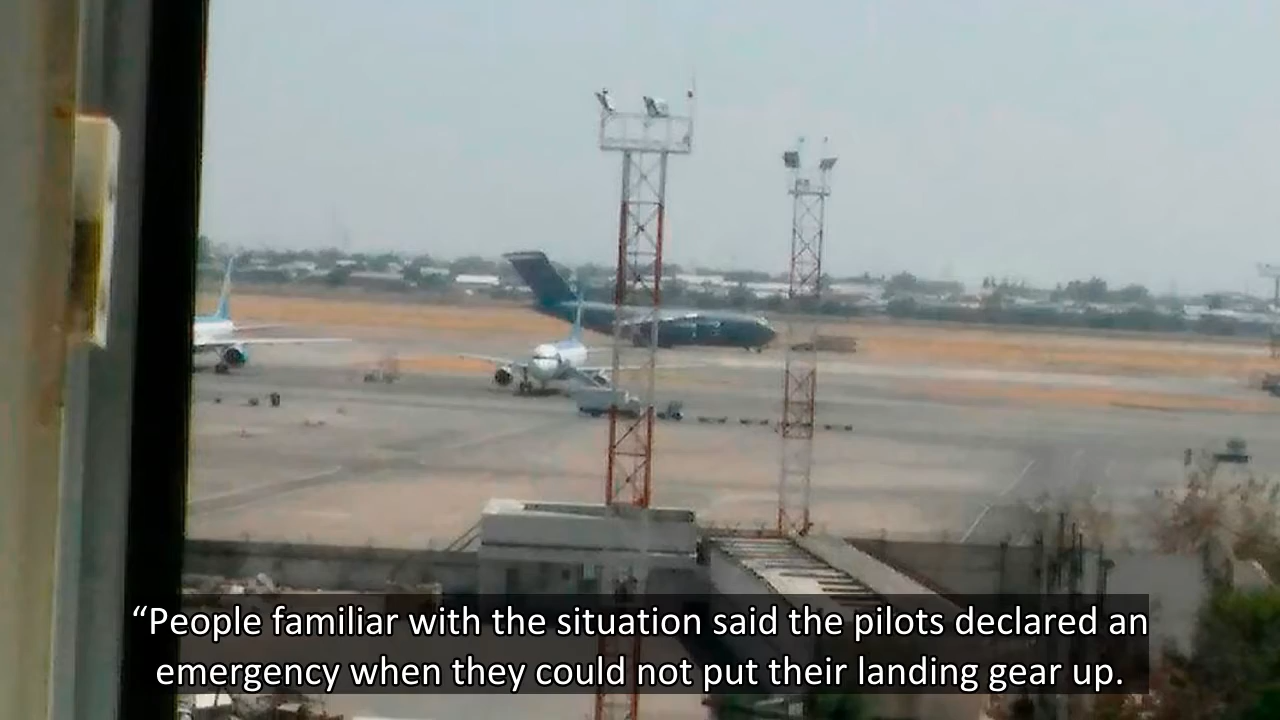 “People familiar with the situation said the pilots declared an
emergency when they could not put their landing gear up.